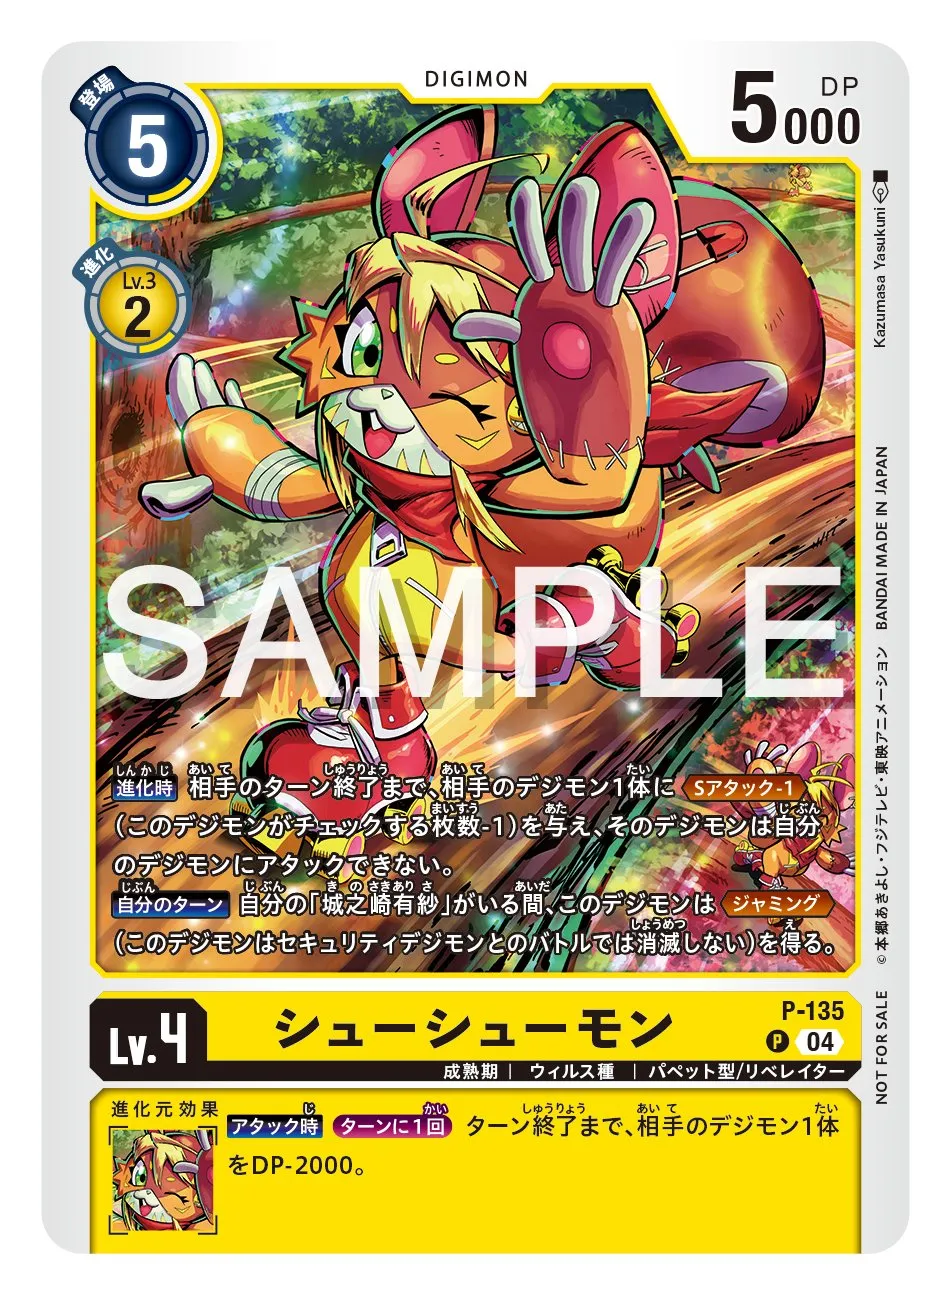 DIGIMON
登場
5
DP
5000
進化
Lv.3
2
Kazumasa Yasukuni
BANDAI MADE IN JAPAN
©本郷あきよし・フジテレビ・東映アニメーション
NOT FOR SALE
SAMPLE
進化時 相手のターン終了まで、相手のデジモン1体に Sアタック-1
(このデジモンがチェックする枚数-1)を与え、そのデジモンは自分
のデジモンにアタックできない。
自分のターン 自分の「城之崎有紗」がいる間、このデジモンは ジャミング
(このデジモンはセキュリティデジモンとのバトルでは消滅しない)を得る。
Lv.4
シューシューモン
P-135
P 04
成熟期 | ウィルス種 | パペット型/リベレイター
進化元効果
アタック時 ターンに1回 ターン終了まで、相手のデジモン1体
をDP-2000。